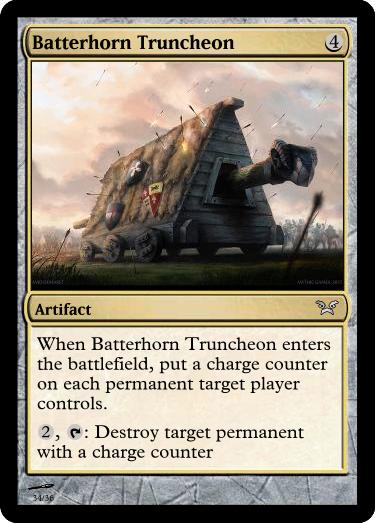 Batterhorn Truncheon 4
Artifact
When Batterhorn Truncheon enters
the battlefield, put a charge counter
on each permanent target player
controls.
2, : Destroy target permanent
with a charge counter
34/36